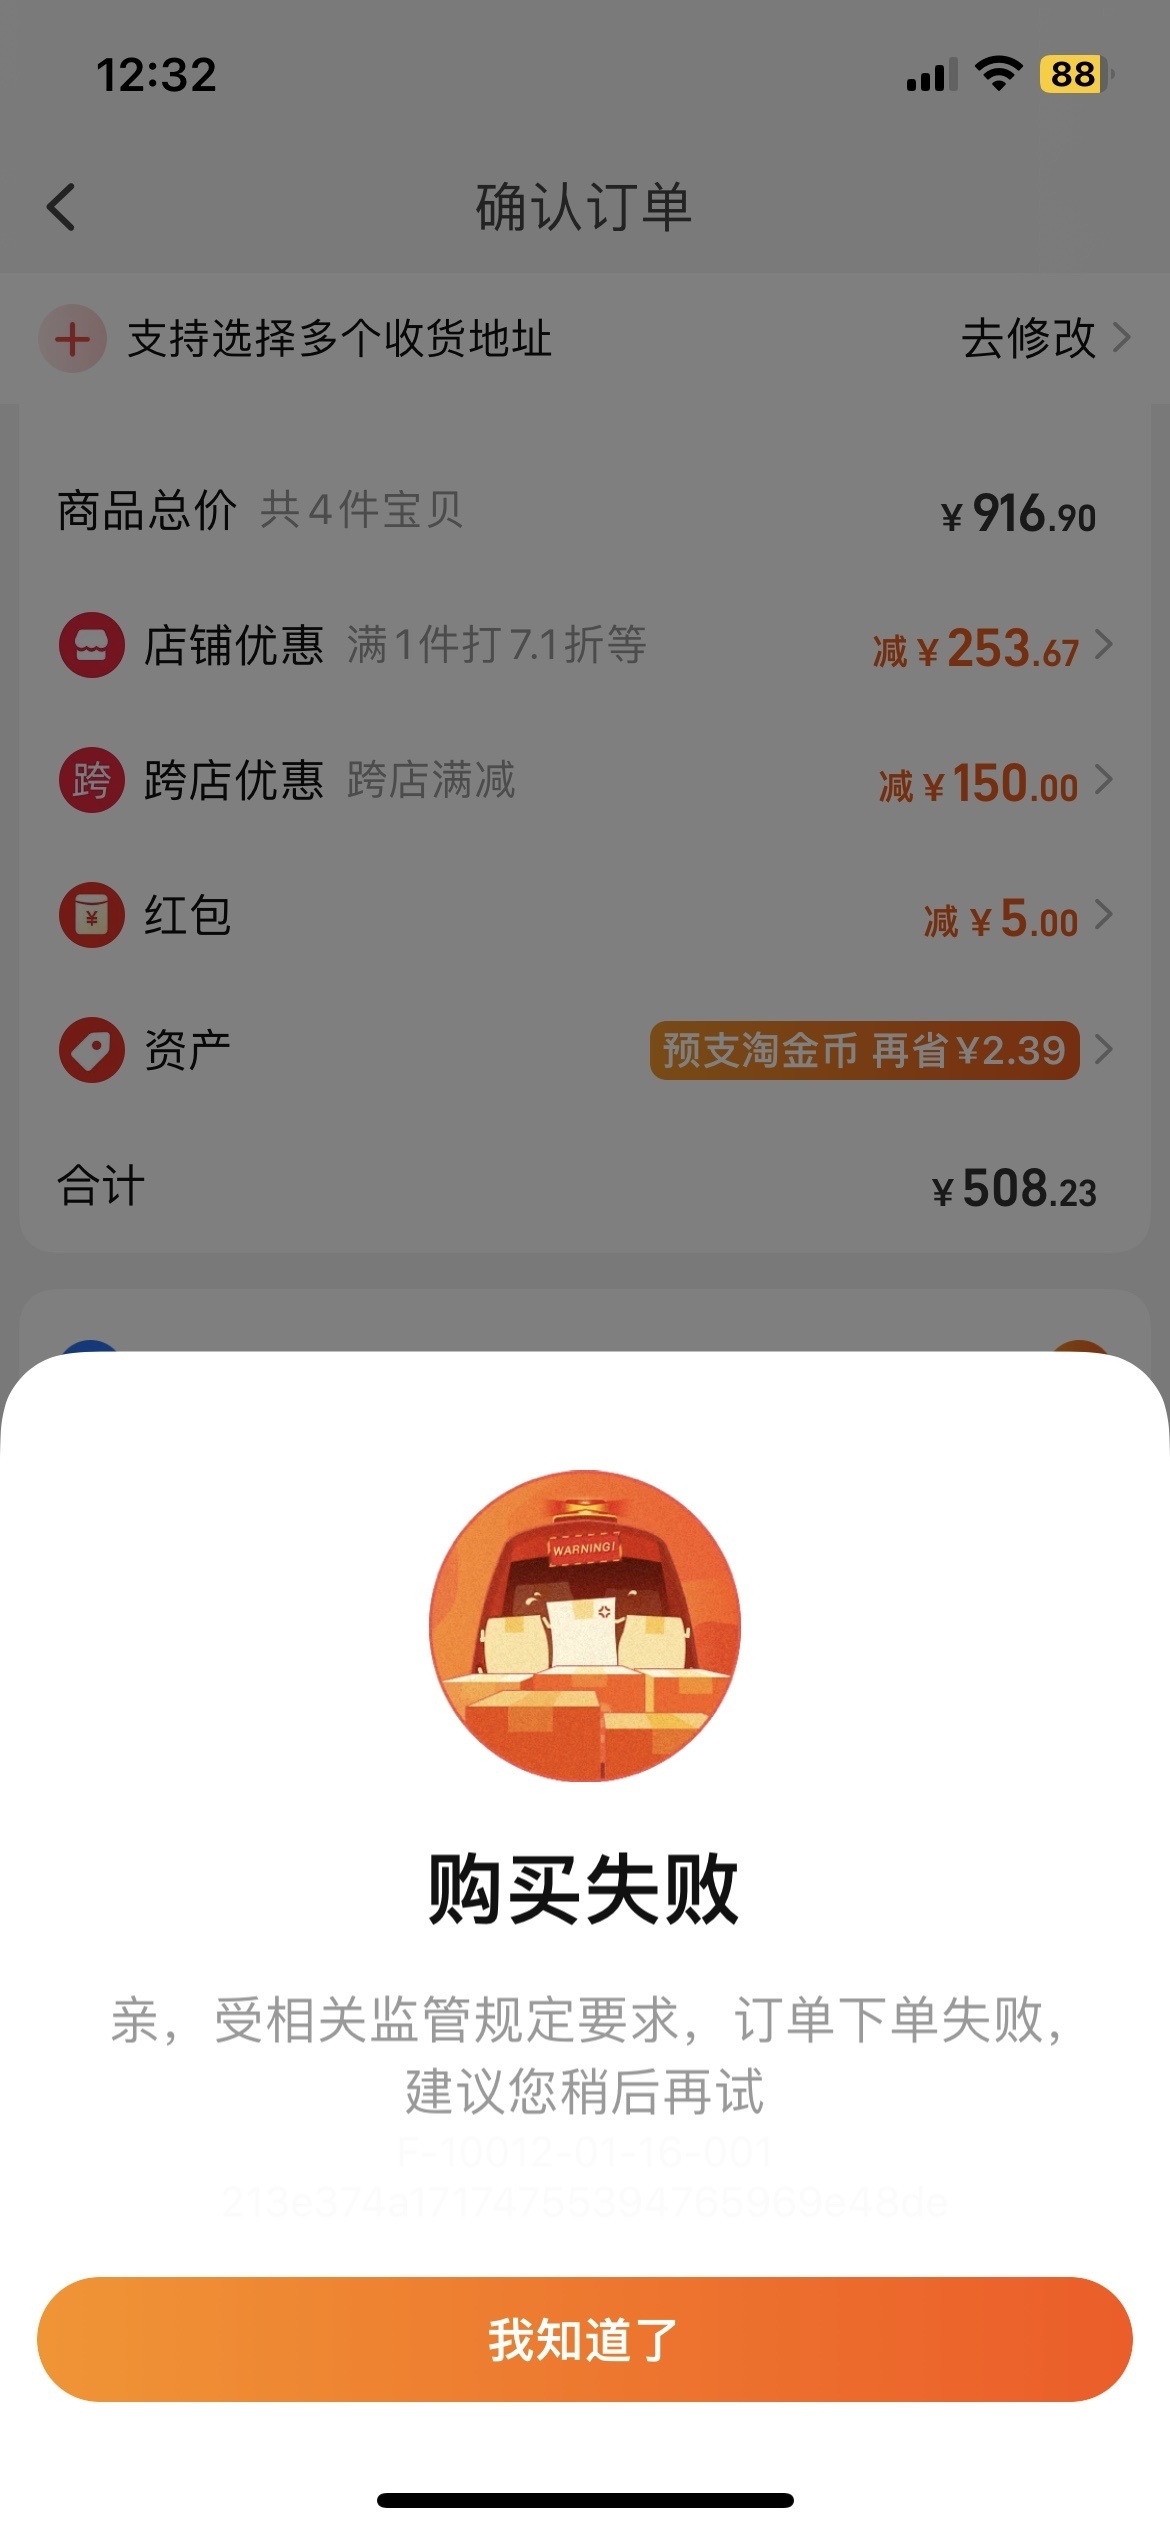 12:32
88
确认订单
支持选择多个收货地址 去修改
商品总价 共4件宝贝 ¥916.90
店铺优惠 满1件打7.1折等 减¥253.67
跨 跨店优惠 跨店满减 减¥150.00
¥ 红包 减¥5.00
资产 预支淘金币 再省¥2.39
合计 ¥508.23
WARNING!
购买失败
亲，受相关监管规定要求，订单下单失败，
建议您稍后再试
F-10012-01-16-001
213e374a17174755394765969e48de
我知道了